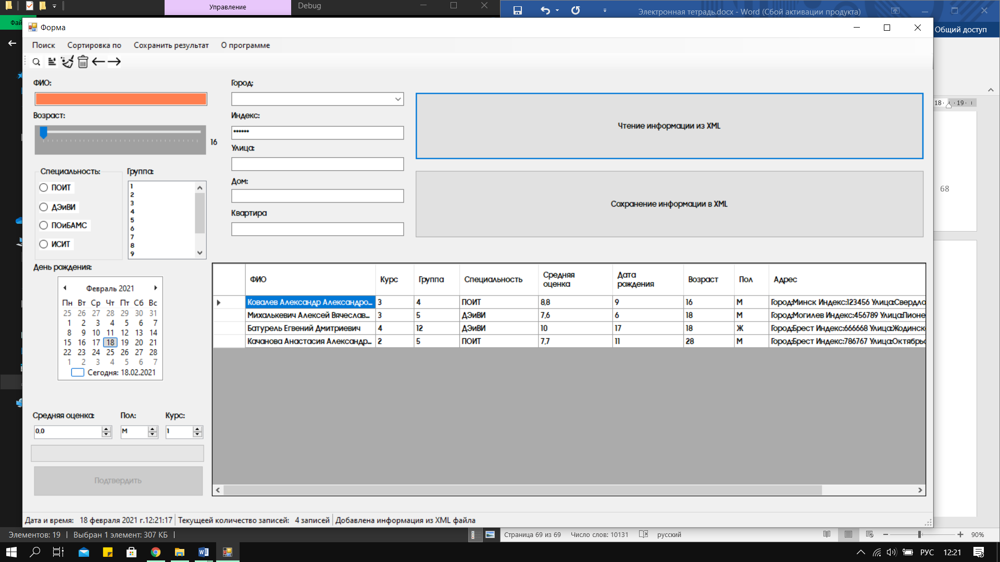 Управление
Debug
Электронная тетрадь.docx - Word (Сбой активации продукта)
Общий доступ
Форма
Поиск Сортировка по Сохранить результат О программе
ФИО:
Город:
Возраст:
16
Индекс:
••••••
Улица:
Дом:
Квартира
Чтение информации из XML
Сохранение информации в XML
18 · 19
68
Специальность:
ПОИТ
ДЭиВИ
ПОиБАМС
ИСИТ
Группа:
1
2
3
4
5
6
7
8
9
День рождения:
Февраль 2021
Пн Вт Ср Чт Пт Сб Вс
25 26 27 28 29 30 31
1 2 3 4 5 6 7
8 9 10 11 12 13 14
15 16 17 18 19 20 21
22 23 24 25 26 27 28
1 2 3 4 5 6 7
Сегодня: 18.02.2021
Средняя оценка: Пол: Курс:
0,0 М 1
Подтвердить
ФИО Курс Группа Специальность Средняя оценка Дата рождения Возраст Пол Адрес
Ковалев Александр Александро... 3 4 ПОИТ 8,8 9 16 М Город:Минск Индекс:123456 Улица:Свердло
Михалькевич Алексей Вячеслав... 3 5 ДЭиВИ 7,6 6 18 М Город:Могилев Индекс:456789 Улица:Пионе
Батурель Егвений Дмитриевич 4 12 ДЭиВИ 10 17 18 Ж Город:Брест Индекс:666668 Улица:Жодинск
Качанова Анастасия Александр... 2 5 ПОИТ 7,7 11 28 М Город:Брест Индекс:786767 Улица:Октябрь
Дата и время: 18 февраля 2021 г.12:21:17 Текущеей количество записей: 4 записей Добавлена информация из XML файла
Элементов: 19 Выбран 1 элемент: 307 КБ
Страница 69 из 69 Число слов: 10131 русский 90%
РУС 12:21